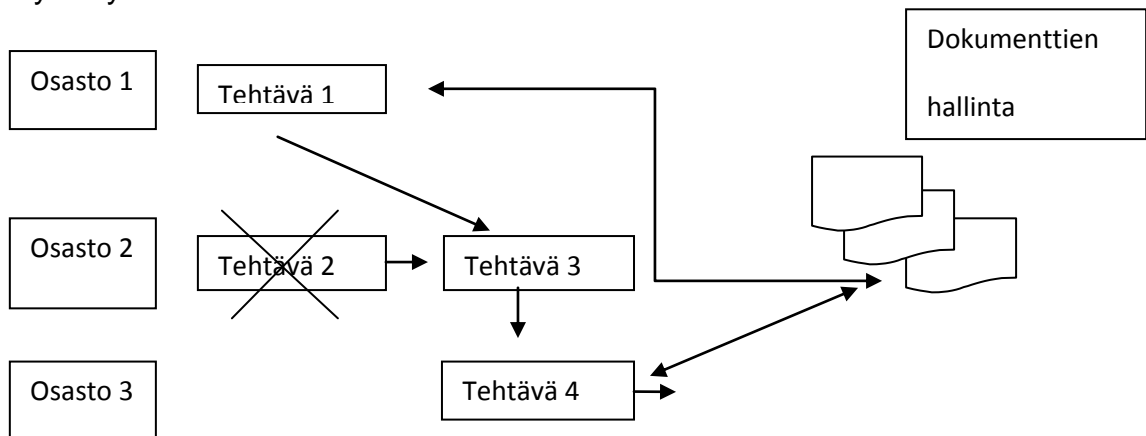 Dokumenttien
hallinta
Osasto 1
Tehtävä 1
Osasto 2
Tehtävä 2
Tehtävä 3
Osasto 3
Tehtävä 4